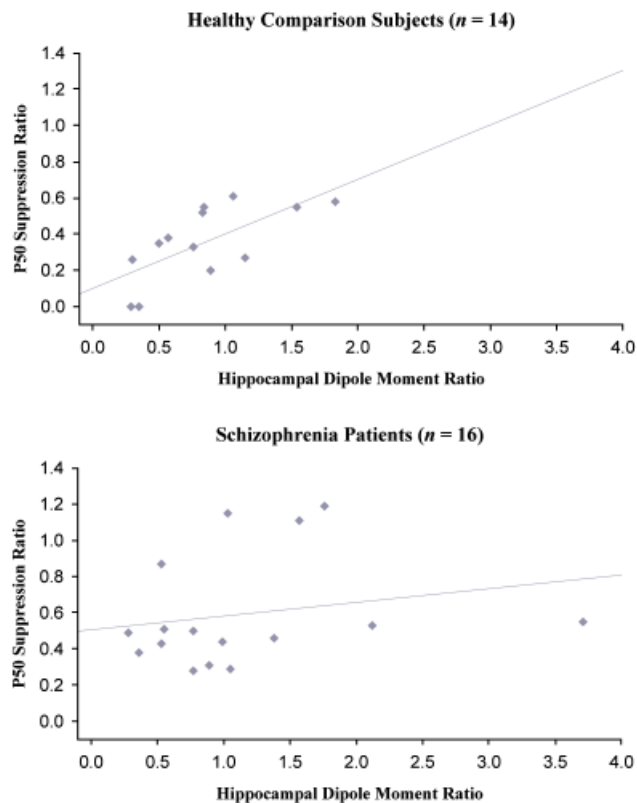 Healthy Comparison Subjects (n = 14)
1.4
1.2
1.0
0.8
0.6
0.4
0.2
0.0
P50 Suppression Ratio
0.0 0.5 1.0 1.5 2.0 2.5 3.0 3.5 4.0
Hippocampal Dipole Moment Ratio
Schizophrenia Patients (n = 16)
1.4
1.2
1.0
0.8
0.6
0.4
0.2
0.0
P50 Suppression Ratio
0.0 0.5 1.0 1.5 2.0 2.5 3.0 3.5 4.0
Hippocampal Dipole Moment Ratio